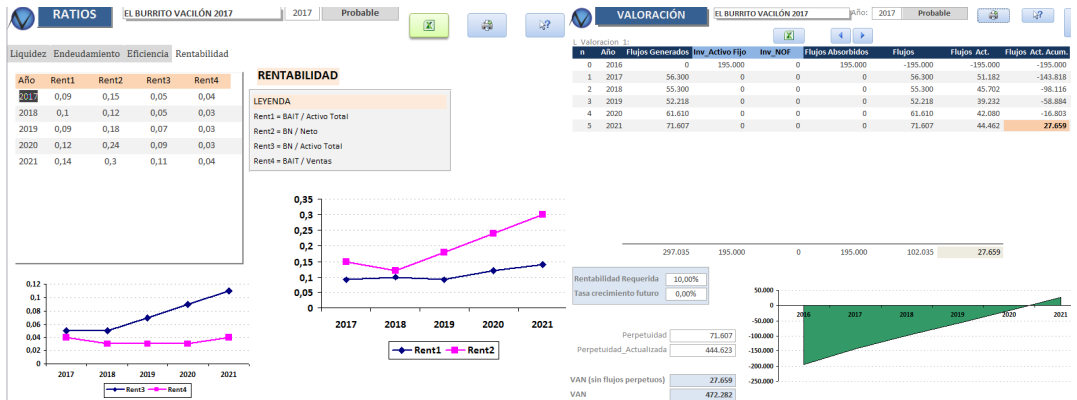 RATIOS
EL BURRITO VACILÓN 2017
2017
Probable
Liquidez Endeudamiento Eficiencia Rentabilidad
Año Rent1 Rent2 Rent3 Rent4
2017 0,09 0,15 0,05 0,04
2018 0,1 0,12 0,05 0,03
2019 0,09 0,18 0,07 0,03
2020 0,12 0,24 0,09 0,03
2021 0,14 0,3 0,11 0,04
RENTABILIDAD
LEYENDA
Rent1 = BAIT / Activo Total
Rent2 = BN / Neto
Rent3 = BN / Activo Total
Rent4 = BAIT / Ventas
0,35
0,3
0,25
0,2
0,15
0,1
0,05
0
2017 2018 2019 2020 2021
Rent1 Rent2
0,12
0,1
0,08
0,06
0,04
0,02
0
2017 2018 2019 2020 2021
Rent3 Rent4
VALORACIÓN
EL BURRITO VACILÓN 2017
Año: 2017 Probable
L_Valoracion_1:
n Año Flujos Generados Inv_Activo Fijo Inv_NOF Flujos Absorbidos Flujos Flujos Act. Flujos Act. Acum.
0 2016 0 195.000 0 195.000 -195.000 -195.000 -195.000
1 2017 56.300 0 0 0 56.300 51.182 -143.818
2 2018 55.300 0 0 0 55.300 45.702 -98.116
3 2019 52.218 0 0 0 52.218 39.232 -58.884
4 2020 61.610 0 0 0 61.610 42.080 -16.803
5 2021 71.607 0 0 0 71.607 44.462 27.659
297.035 195.000 0 195.000 102.035 27.659
Rentabilidad Requerida 10,00%
Tasa crecimiento futuro 0,00%
Perpetuidad 71.607
Perpetuidad_Actualizada 444.623
VAN (sin flujos perpetuos) 27.659
VAN 472.282
50.000
0
-50.000
-100.000
-150.000
-200.000
-250.000
2016 2017 2018 2019 2020 2021